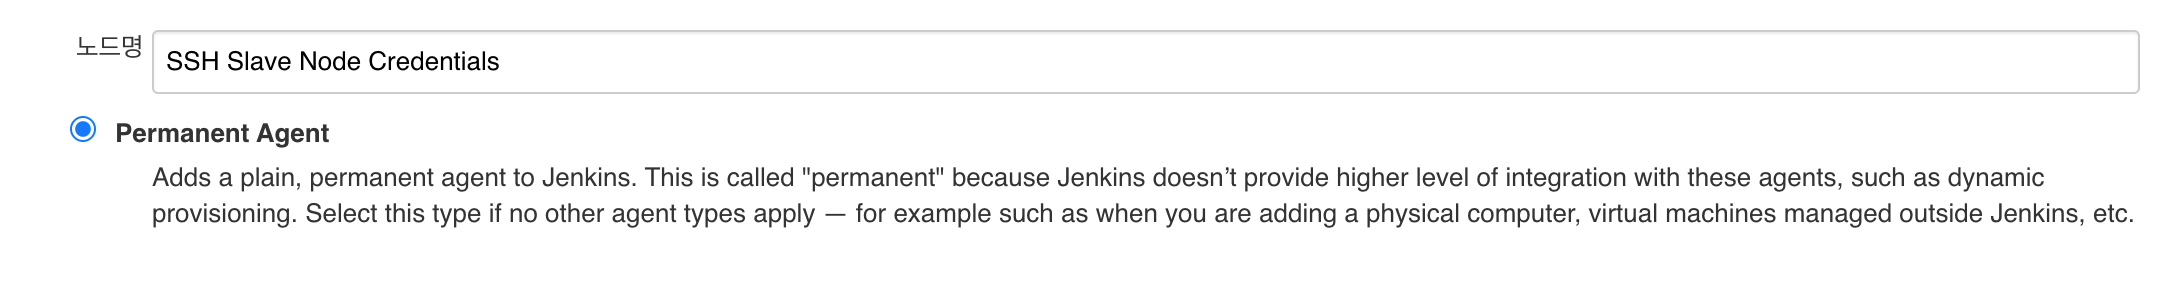 노드명 SSH Slave Node Credentials
Permanent Agent
Adds a plain, permanent agent to Jenkins. This is called "permanent" because Jenkins doesn’t provide higher level of integration with these agents, such as dynamic
provisioning. Select this type if no other agent types apply — for example such as when you are adding a physical computer, virtual machines managed outside Jenkins, etc.